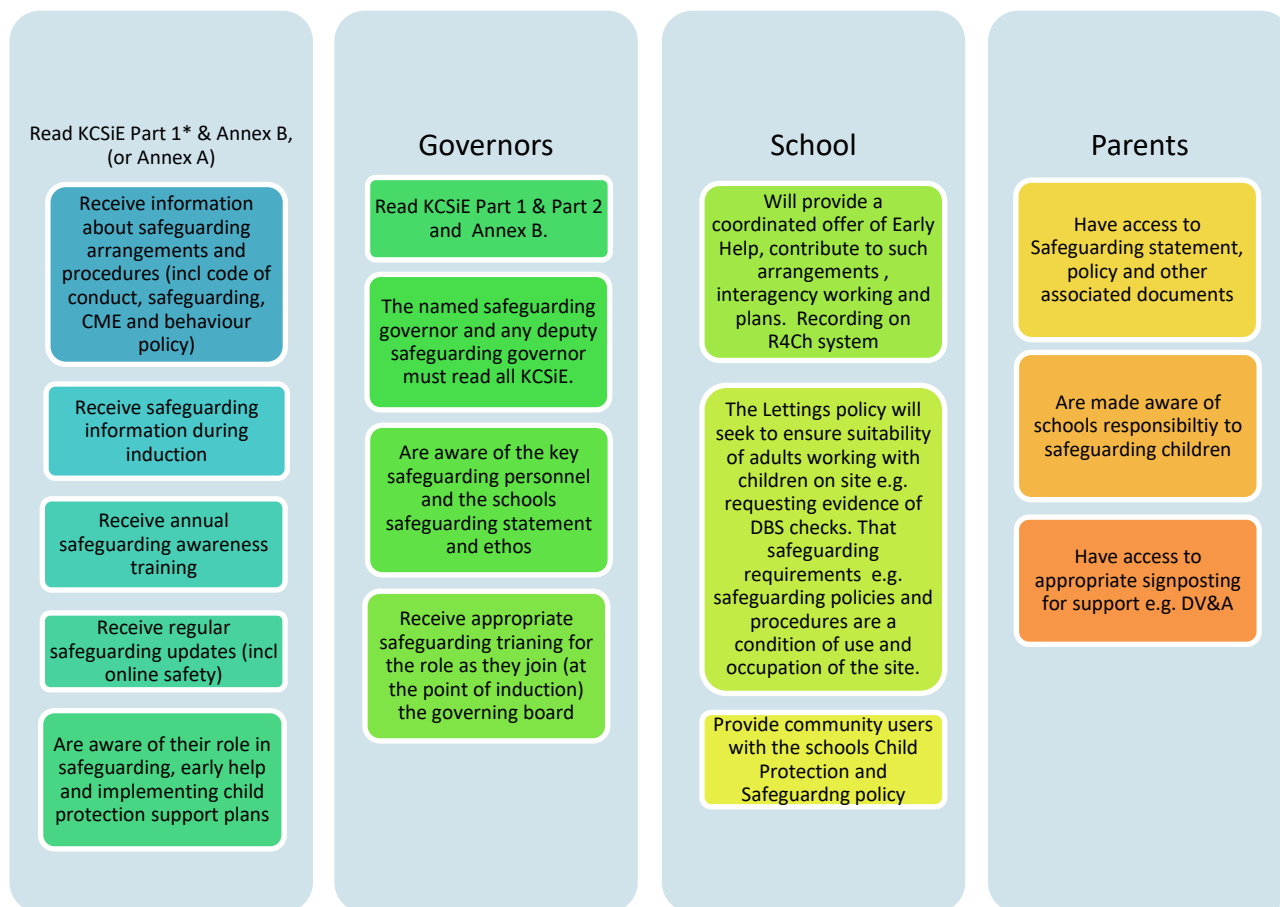 Read KCSiE Part 1* & Annex B,
(or Annex A)
Receive information
about safeguarding
arrangements and
procedures (incl code of
conduct, safeguarding,
CME and behaviour
policy)
Receive safeguarding
information during
induction
Receive annual
safeguarding awareness
training
Receive regular
safeguarding updates (incl
online safety)
Are aware of their role in
safeguarding, early help
and implementing child
protection support plans
Governors
Read KCSiE Part 1 & Part 2
and Annex B.
The named safeguarding
governor and any deputy
safeguarding governor
must read all KCSiE.
Are aware of the key
safeguarding personnel
and the schools
safeguarding statement
and ethos
Receive appropriate
safeguarding trianing for
the role as they join (at
the point of induction)
the governing board
School
Will provide a
coordinated offer of Early
Help, contribute to such
arrangements ,
interagency working and
plans. Recording on
R4Ch system
The Lettings policy will
seek to ensure suitability
of adults working with
children on site e.g.
requesting evidence of
DBS checks. That
safeguarding
requirements e.g.
safeguarding policies and
procedures are a
condition of use and
occupation of the site.
Provide community users
with the schools Child
Protection and
Safeguardng policy
Parents
Have access to
Safeguarding statement,
policy and other
associated documents
Are made aware of
schools responsibiltiy to
safeguarding children
Have access to
appropriate signposting
for support e.g. DV&A